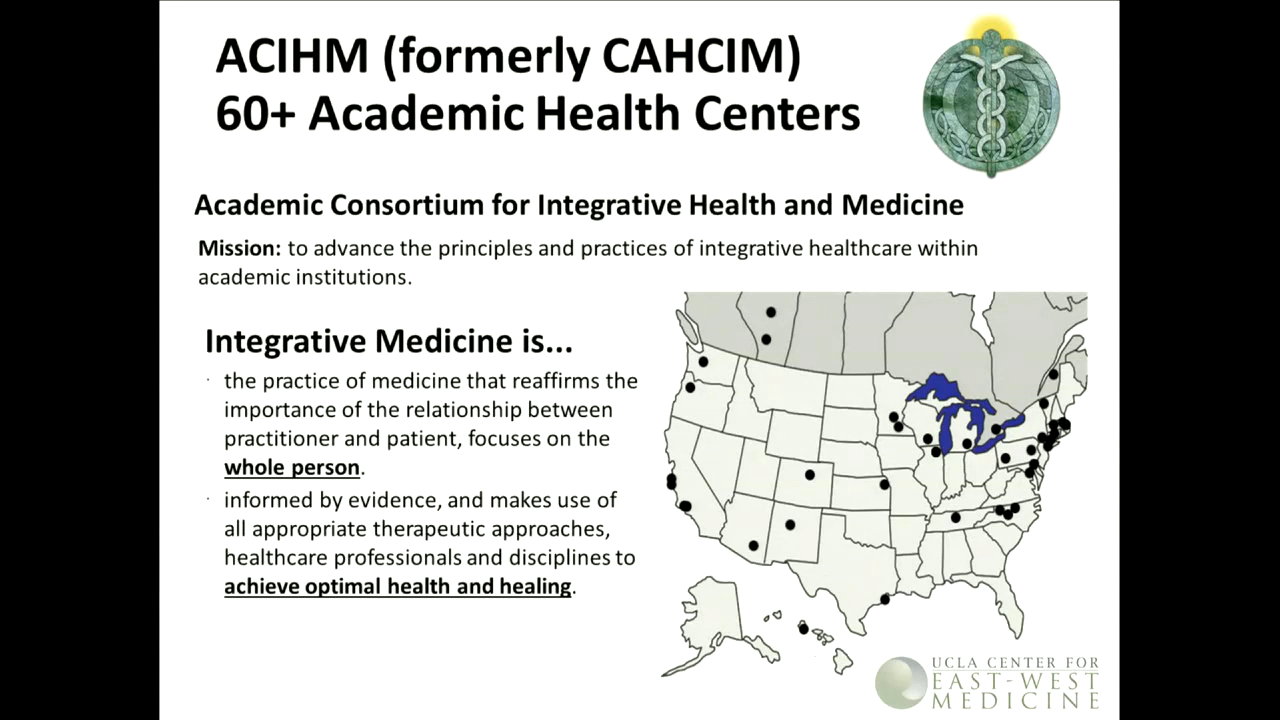 ACIHM (formerly CAHCIM)
60+ Academic Health Centers
Academic Consortium for Integrative Health and Medicine
Mission: to advance the principles and practices of integrative healthcare within
academic institutions.
Integrative Medicine is...
· the practice of medicine that reaffirms the
importance of the relationship between
practitioner and patient, focuses on the
whole person.
· informed by evidence, and makes use of
all appropriate therapeutic approaches,
healthcare professionals and disciplines to
achieve optimal health and healing.
UCLA CENTER FOR
EAST-WEST
MEDICINE